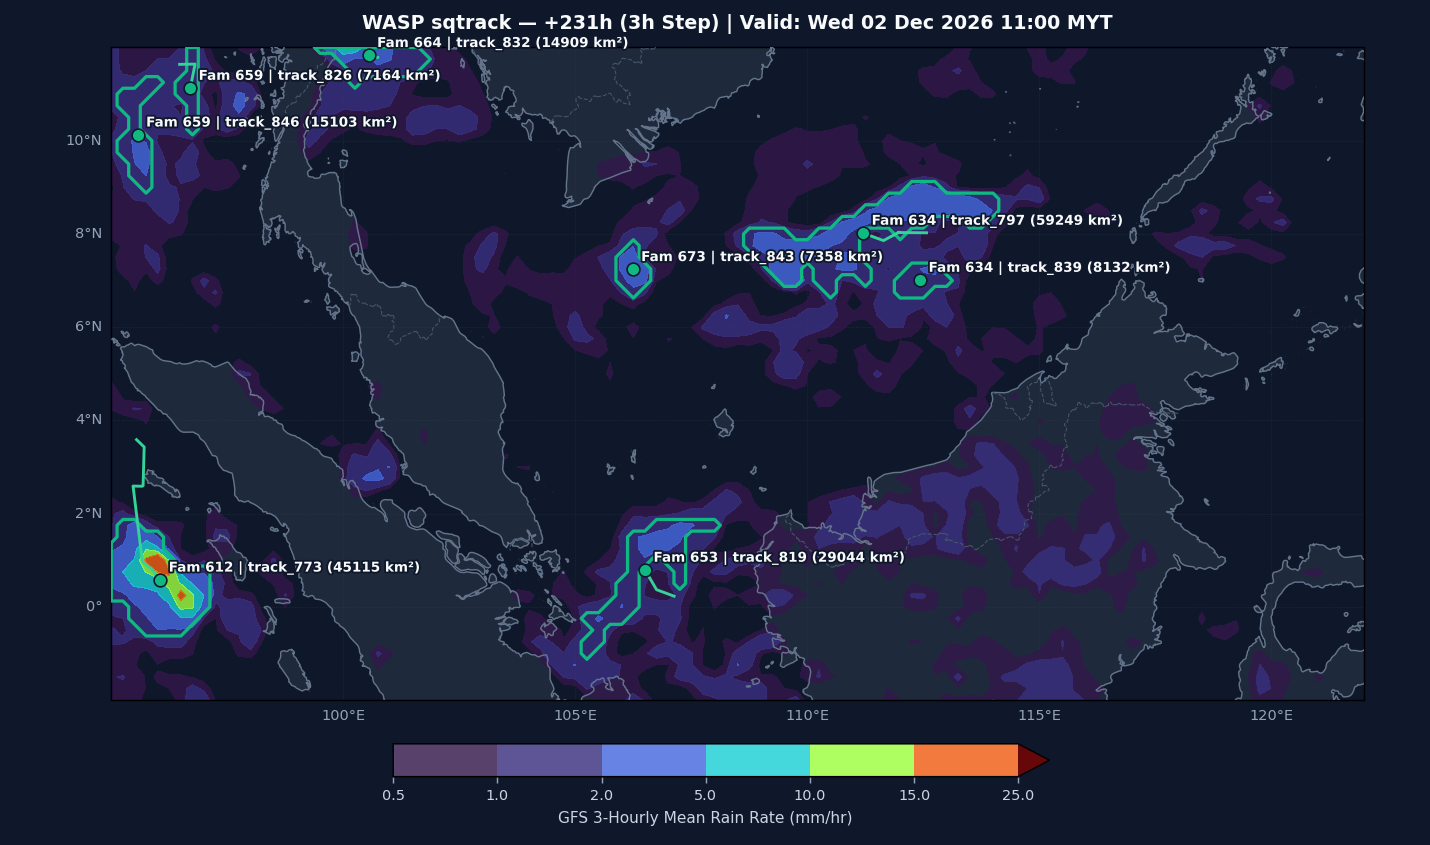 WASP sqtrack — +231h (3h Step) | Valid: Wed 02 Dec 2026 11:00 MYT
Fam 664 | track_832 (14909 km²)
Fam 659 | track_826 (7164 km²)
Fam 659 | track_846 (15103 km²)
10°N
Fam 634 | track_797 (59249 km²)
8°N
Fam 673 | track_843 (7358 km²)
Fam 634 | track_839 (8132 km²)
6°N
4°N
2°N
Fam 653 | track_819 (29044 km²)
Fam 612 | track_773 (45115 km²)
0°
100°E 105°E 110°E 115°E 120°E
0.5 1.0 2.0 5.0 10.0 15.0 25.0
GFS 3-Hourly Mean Rain Rate (mm/hr)